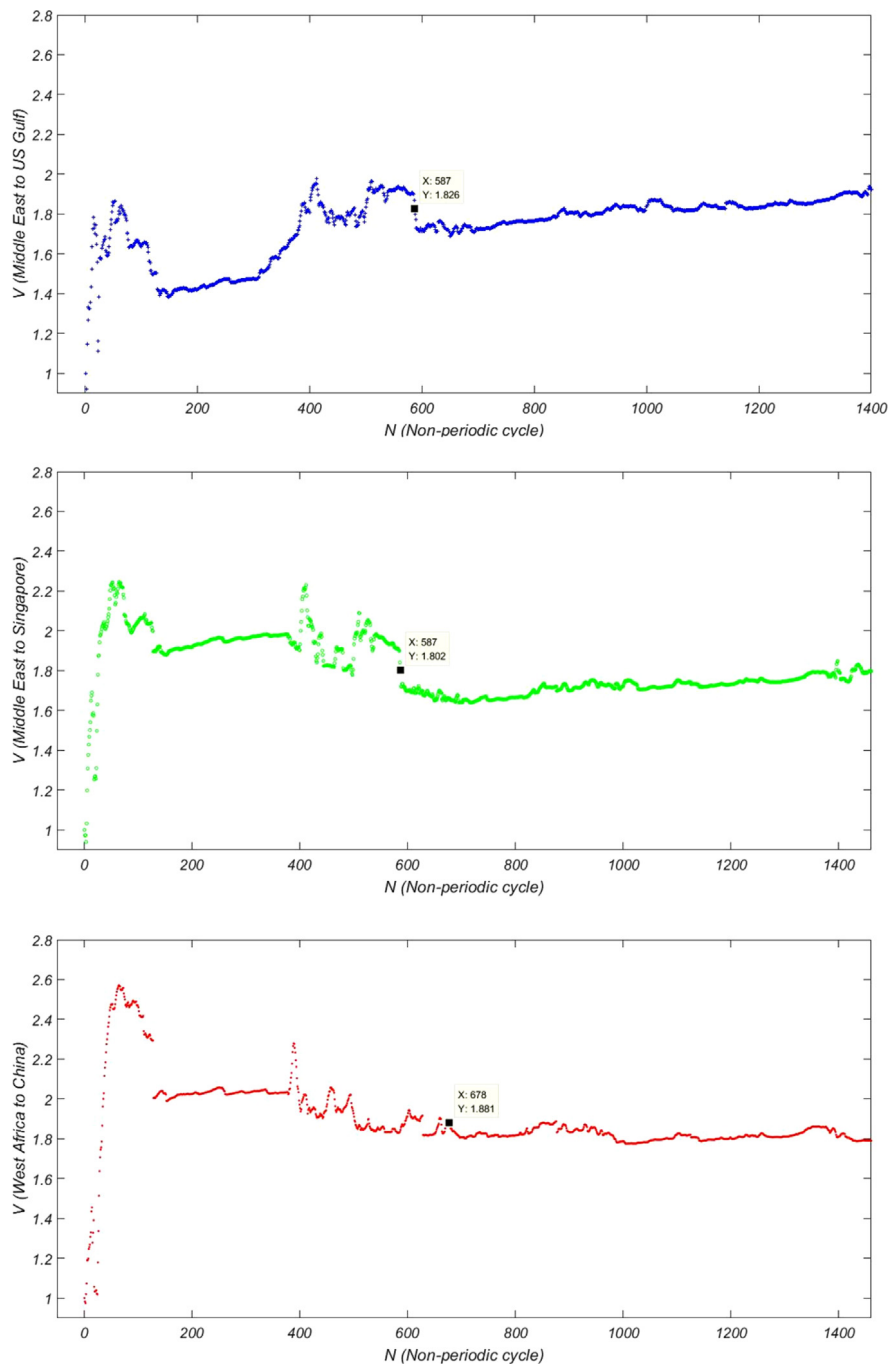 2.8
2.6
2.4
2.2
2
1.8
1.6
1.4
1.2
1
V (Middle East to US Gulf)
X: 587
Y: 1.826
0 200 400 600 800 1000 1200 1400
N (Non-periodic cycle)
2.8
2.6
2.4
2.2
2
1.8
1.6
1.4
1.2
1
V (Middle East to Singapore)
X: 587
Y: 1.802
0 200 400 600 800 1000 1200 1400
N (Non-periodic cycle)
2.8
2.6
2.4
2.2
2
1.8
1.6
1.4
1.2
1
V (West Africa to China)
X: 678
Y: 1.881
0 200 400 600 800 1000 1200 1400
N (Non-periodic cycle)